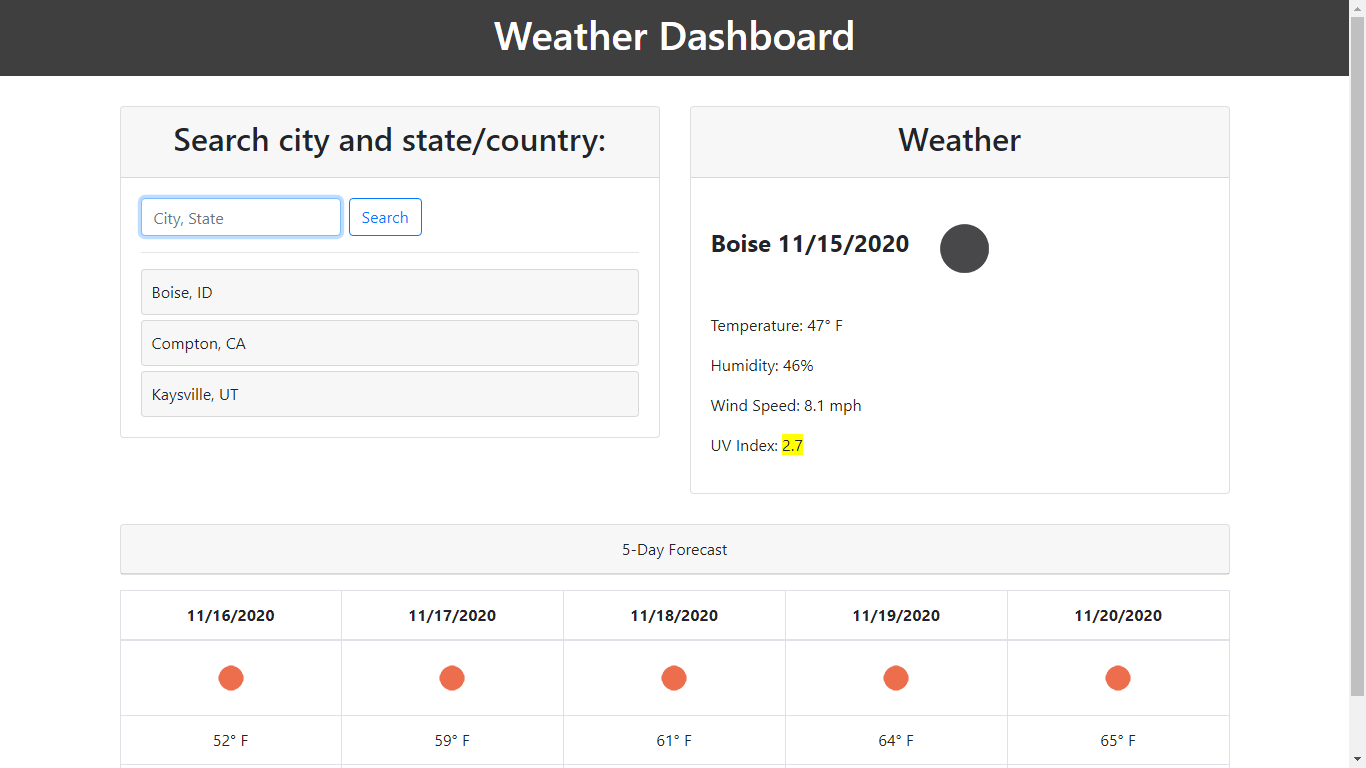 Weather Dashboard
Search city and state/country:
City, State
Search
Boise, ID
Compton, CA
Kaysville, UT
Weather
Boise 11/15/2020
Temperature: 47° F
Humidity: 46%
Wind Speed: 8.1 mph
UV Index: 2.7
5-Day Forecast
11/16/2020 11/17/2020 11/18/2020 11/19/2020 11/20/2020
52° F 59° F 61° F 64° F 65° F